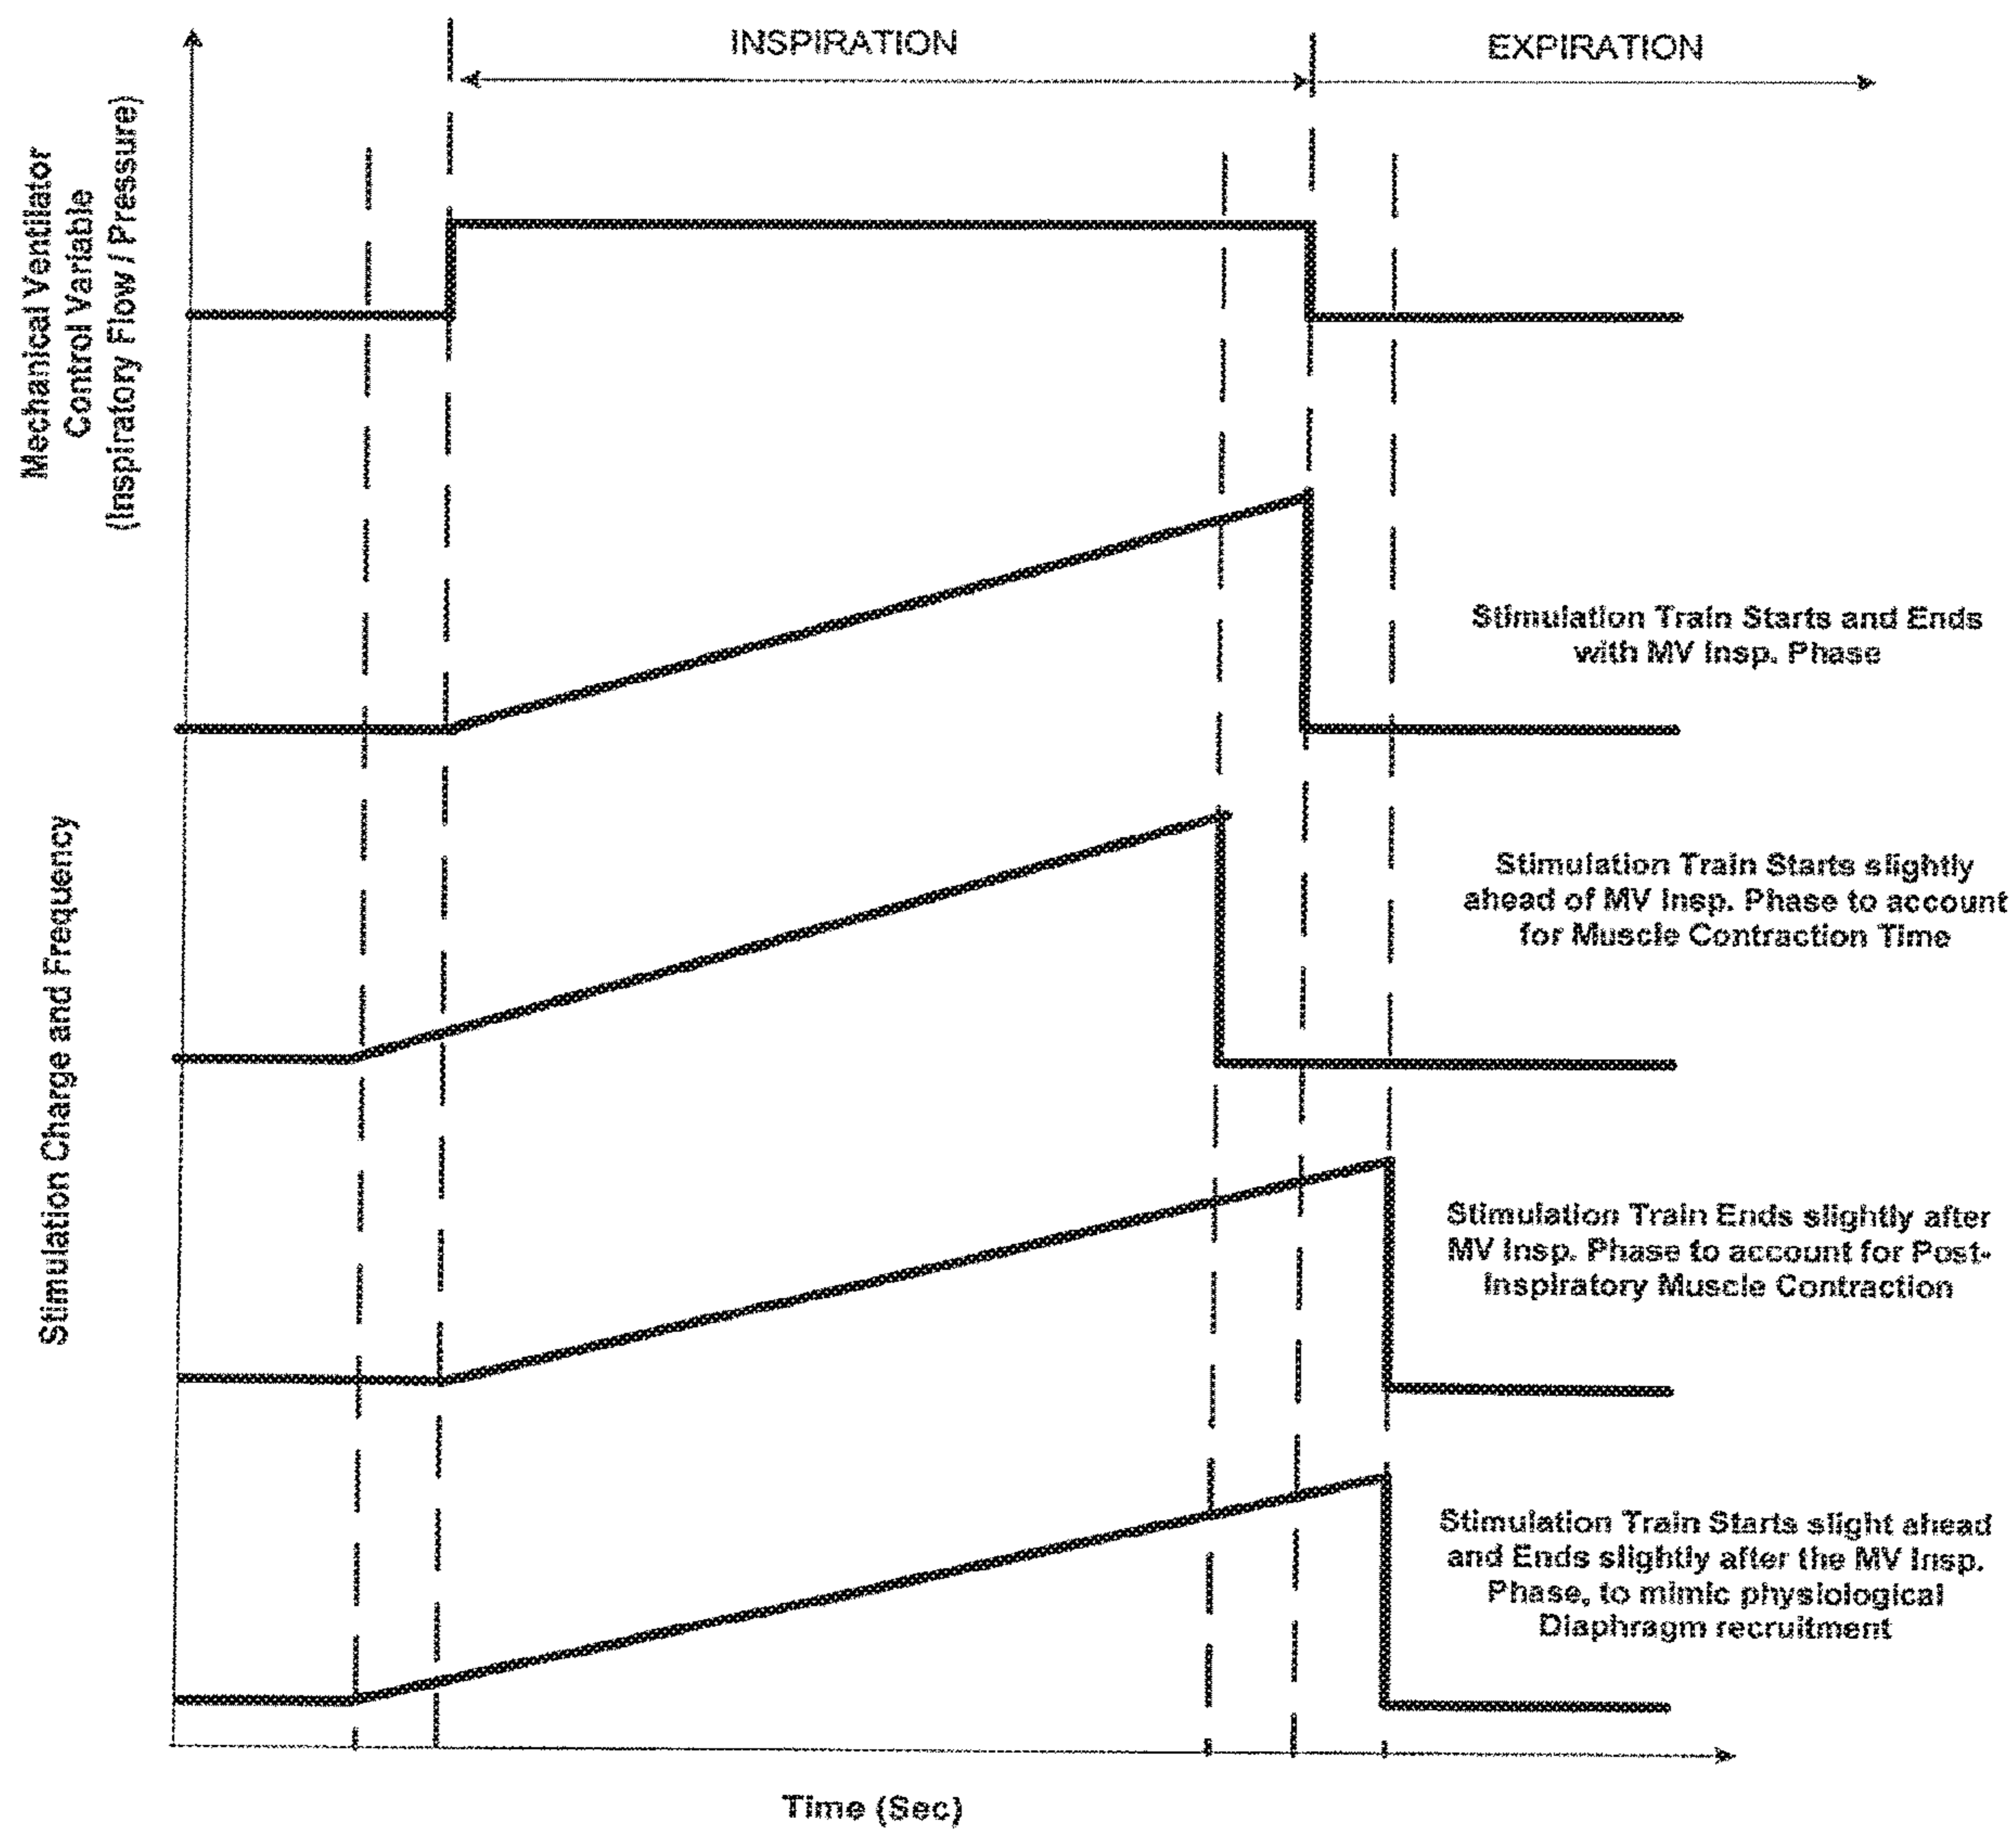 INSPIRATION
EXPIRATION
Mechanical Ventilator
Control Variable
(Inspiratory Flow / Pressure)
Stimulation Train Starts and Ends
with MV Insp. Phase
Stimulation Charge and Frequency
Stimulation Train Starts slightly
ahead of MV Insp. Phase to account
for Muscle Contraction Time
Stimulation Train Ends slightly after
MV Insp. Phase to account for Post-
Inspiratory Muscle Contraction
Stimulation Train Starts slight ahead
and Ends slightly after the MV Insp.
Phase, to mimic physiological
Diaphragm recruitment
Time (Sec)